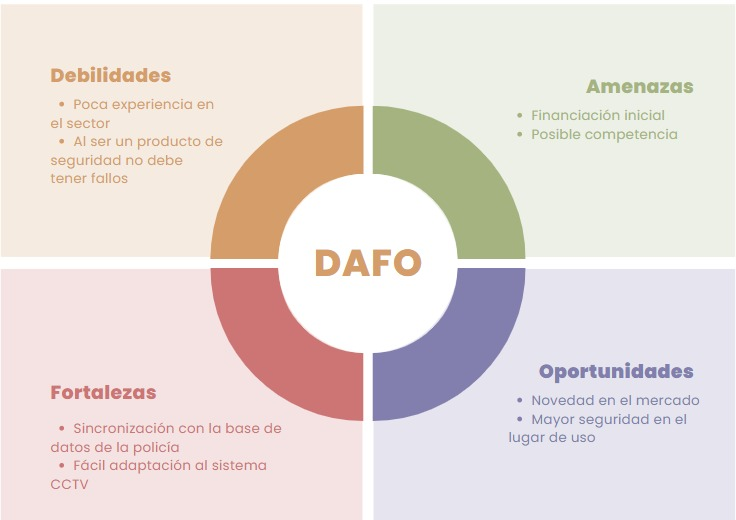 Debilidades
• Poca experiencia en
el sector
• Al ser un producto de
seguridad no debe
tener fallos
Amenazas
• Financiación inicial
• Posible competencia
DAFO
Fortalezas
• Sincronización con la base de
datos de la policía
• Fácil adaptación al sistema
CCTV
Oportunidades
• Novedad en el mercado
• Mayor seguridad en el
lugar de uso